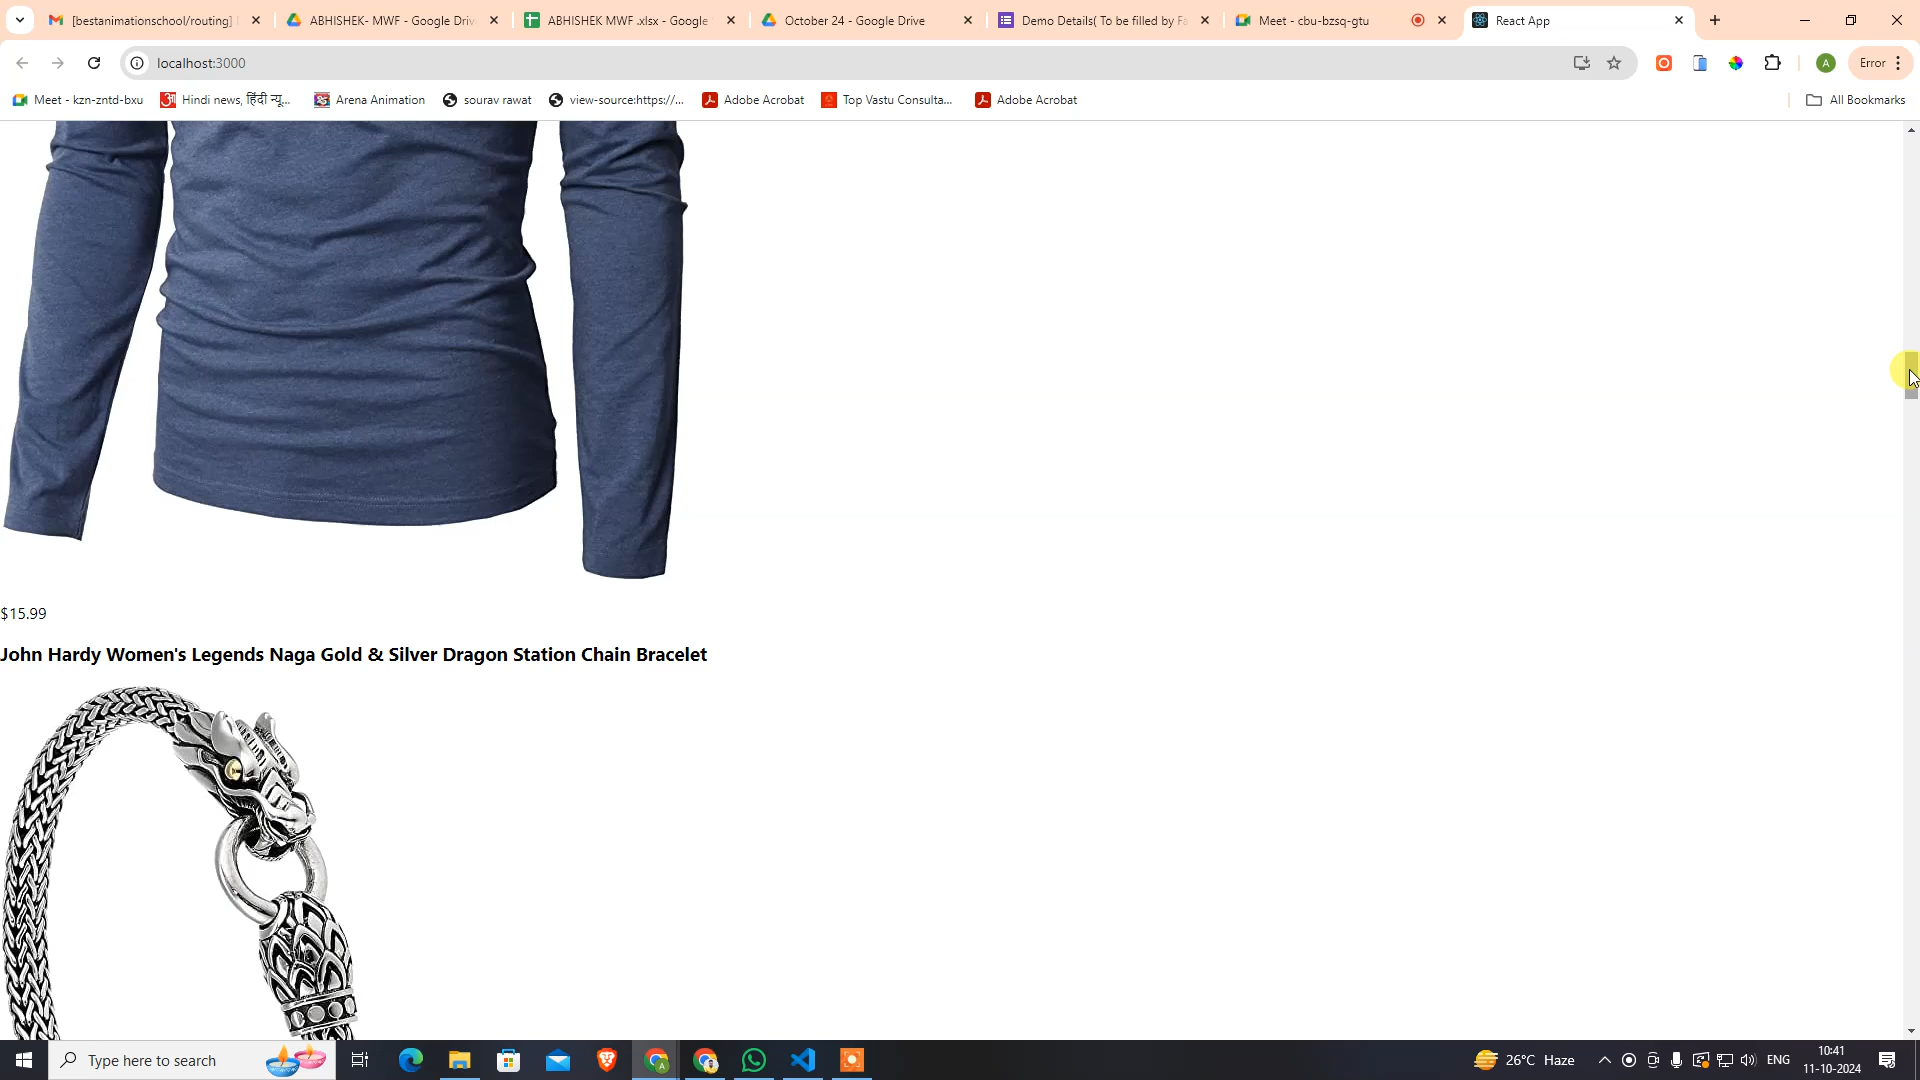 [bestanimationschool/routing]
ABHISHEK- MWF - Google Driv
ABHISHEK MWF .xlsx - Google
October 24 - Google Drive
Demo Details( To be filled by Fa
Meet - cbu-bzsq-gtu
React App
localhost:3000
Error
Meet - kzn-zntd-bxu
Hindi news, हिंदी न्यू...
Arena Animation
sourav rawat
view-source:https://...
Adobe Acrobat
Top Vastu Consulta...
Adobe Acrobat
All Bookmarks
$15.99
John Hardy Women's Legends Naga Gold & Silver Dragon Station Chain Bracelet
Type here to search
26°C Haze
ENG
10:41
11-10-2024